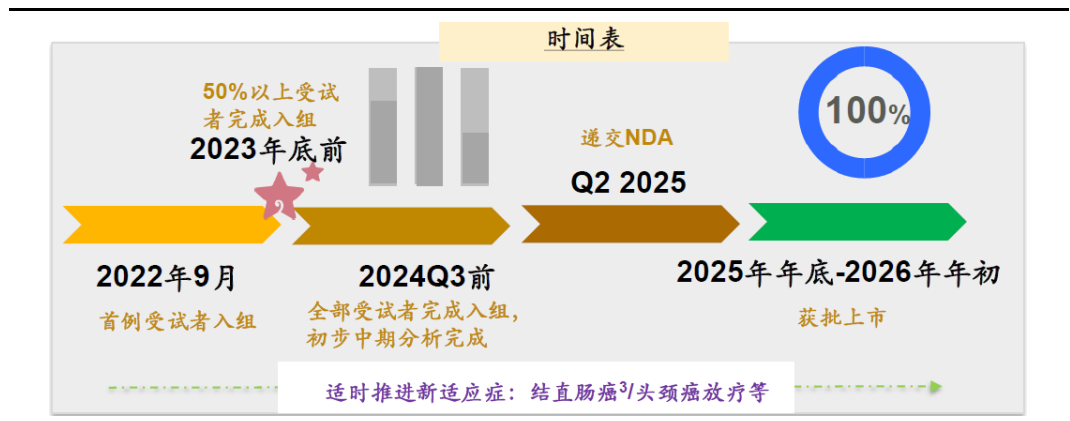 时间表
50%以上受试
者完成入组
2023年底前
100%
递交NDA
Q2 2025
2022年9月
首例受试者入组
2024Q3前
全部受试者完成入组，
初步中期分析完成
2025年年底-2026年年初
获批上市
适时推进新适应症：结直肠癌³/头颈癌放疗等